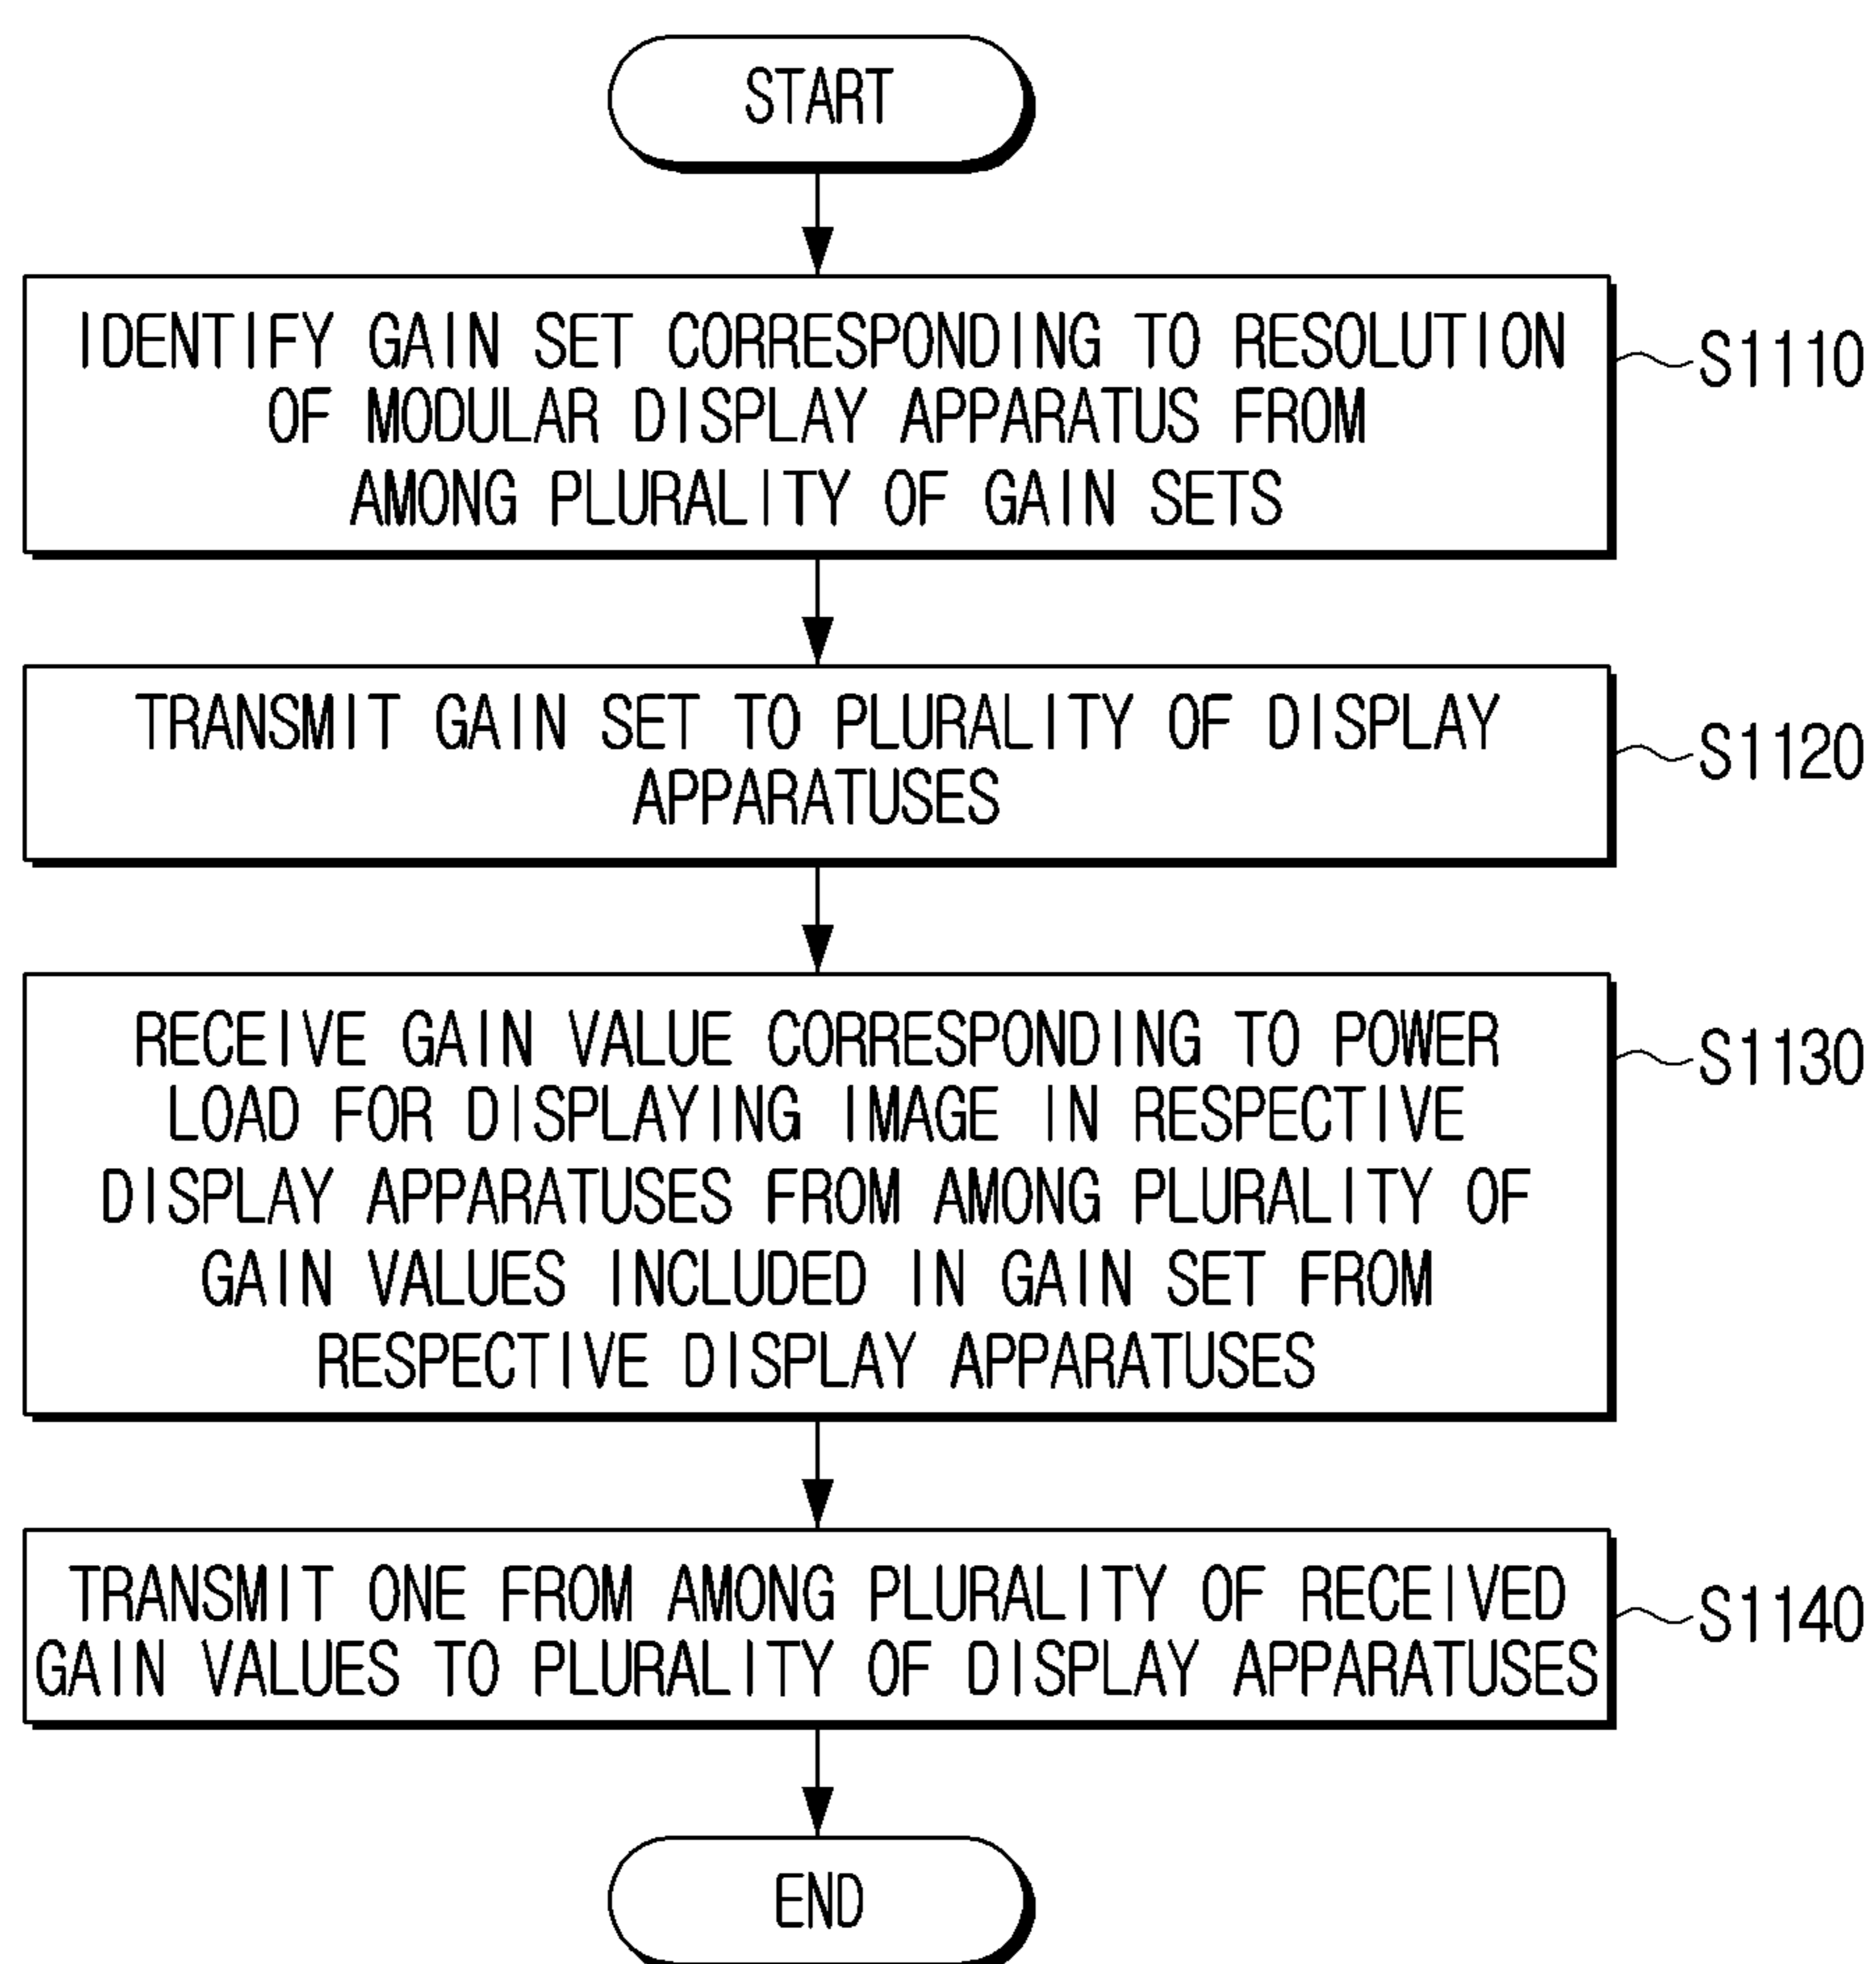 START
IDENTIFY GAIN SET CORRESPONDING TO RESOLUTION
OF MODULAR DISPLAY APPARATUS FROM
AMONG PLURALITY OF GAIN SETS
S1110
TRANSMIT GAIN SET TO PLURALITY OF DISPLAY
APPARATUSES
S1120
RECEIVE GAIN VALUE CORRESPONDING TO POWER
LOAD FOR DISPLAYING IMAGE IN RESPECTIVE
DISPLAY APPARATUSES FROM AMONG PLURALITY OF
GAIN VALUES INCLUDED IN GAIN SET FROM
RESPECTIVE DISPLAY APPARATUSES
S1130
TRANSMIT ONE FROM AMONG PLURALITY OF RECEIVED
GAIN VALUES TO PLURALITY OF DISPLAY APPARATUSES
S1140
END